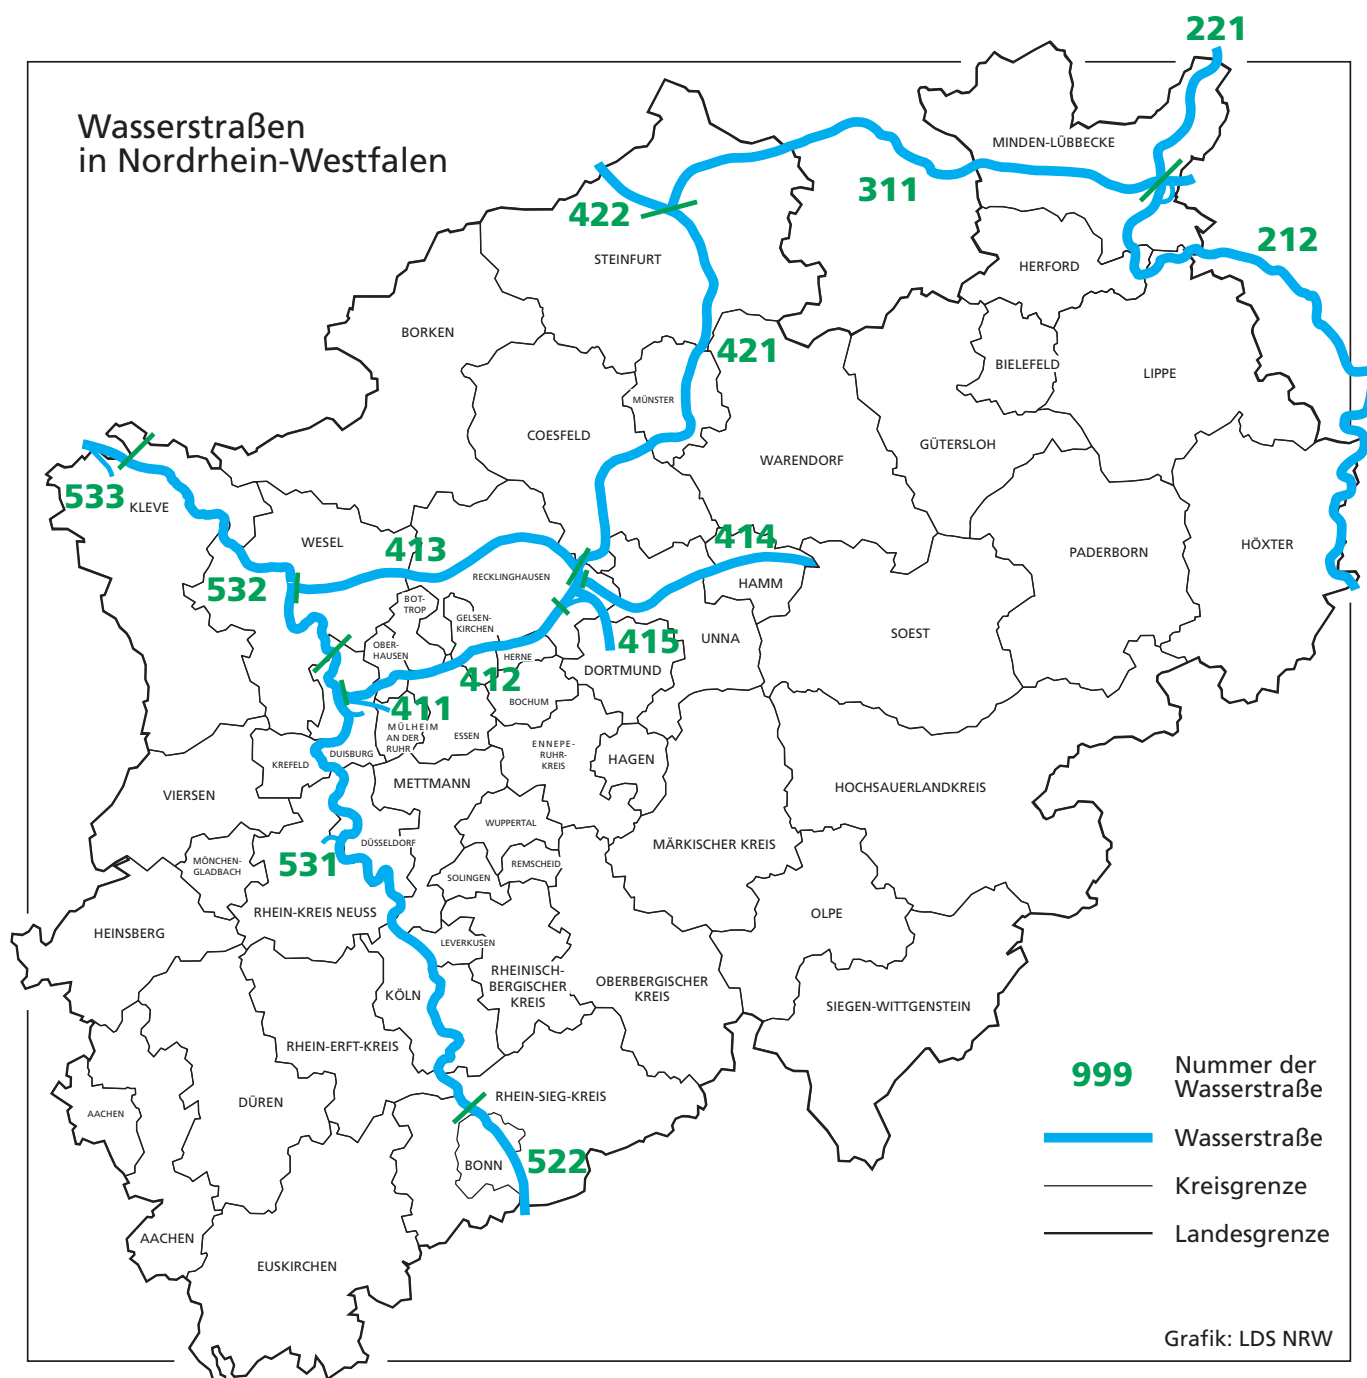 221
Wasserstraßen
in Nordrhein-Westfalen
MINDEN-LÜBBECKE
311
422
212
STEINFURT
HERFORD
BORKEN
421
BIELEFELD
LIPPE
MÜNSTER
COESFELD
GÜTERSLOH
WARENDORF
533
KLEVE
WESEL
413
414
PADERBORN
HÖXTER
RECKLINGHAUSEN
HAMM
532
BOT-
TROP
GELSEN-
KIRCHEN
OBER-
HAUSEN
415
UNNA
SOEST
HERNE
DORTMUND
412
BOCHUM
411
MÜLHEIM
AN DER
RUHR
ESSEN
DUISBURG
ENNEPE-
RUHR-
KREIS
HAGEN
KREFELD
METTMANN
VIERSEN
HOCHSAUERLANDKREIS
WUPPERTAL
DÜSSELDORF
MÄRKISCHER KREIS
MÖNCHEN-
GLADBACH
531
REMSCHEID
SOLINGEN
RHEIN-KREIS NEUSS
OLPE
HEINSBERG
LEVERKUSEN
RHEINISCH-
BERGISCHER
KREIS
OBERBERGISCHER
KREIS
KÖLN
SIEGEN-WITTGENSTEIN
RHEIN-ERFT-KREIS
RHEIN-SIEG-KREIS
DÜREN
AACHEN
BONN
522
AACHEN
EUSKIRCHEN
999
Nummer der
Wasserstraße
Wasserstraße
Kreisgrenze
Landesgrenze
Grafik: LDS NRW